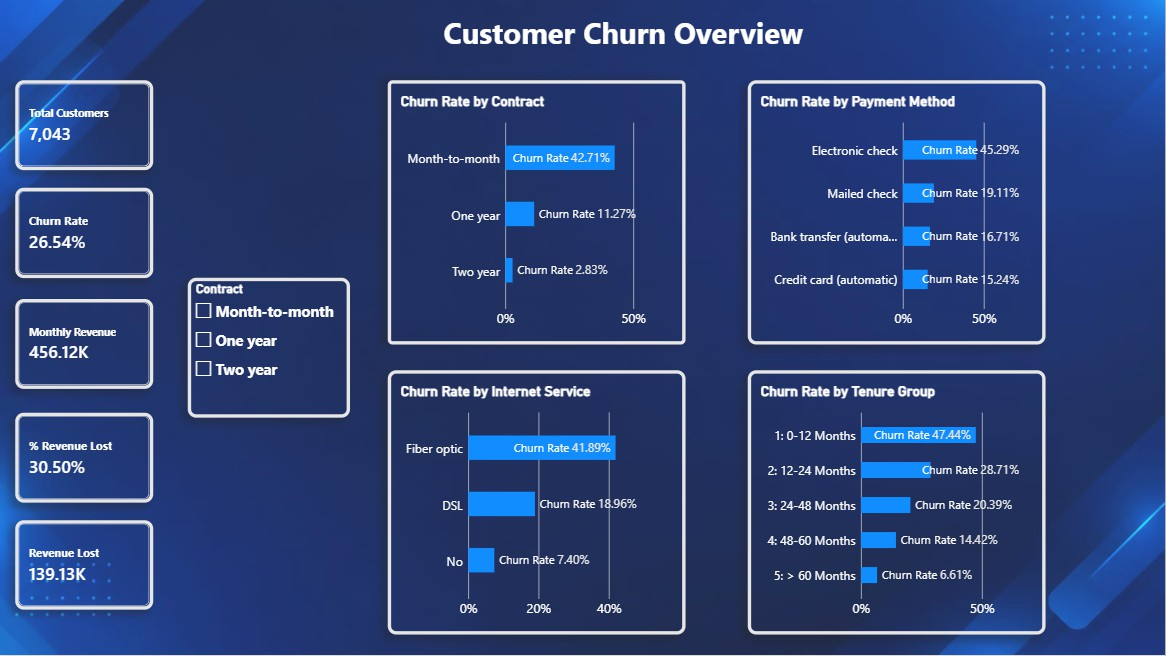 Customer Churn Overview
Total Customers
7,043
Churn Rate
26.54%
Monthly Revenue
456.12K
% Revenue Lost
30.50%
Revenue Lost
139.13K
Contract
Month-to-month
One year
Two year
Churn Rate by Contract
Month-to-month Churn Rate 42.71%
One year Churn Rate 11.27%
Two year Churn Rate 2.83%
0% 50%
Churn Rate by Payment Method
Electronic check Churn Rate 45.29%
Mailed check Churn Rate 19.11%
Bank transfer (automa... Churn Rate 16.71%
Credit card (automatic) Churn Rate 15.24%
0% 50%
Churn Rate by Internet Service
Fiber optic Churn Rate 41.89%
DSL Churn Rate 18.96%
No Churn Rate 7.40%
0% 20% 40%
Churn Rate by Tenure Group
1: 0-12 Months Churn Rate 47.44%
2: 12-24 Months Churn Rate 28.71%
3: 24-48 Months Churn Rate 20.39%
4: 48-60 Months Churn Rate 14.42%
5: > 60 Months Churn Rate 6.61%
0% 50%